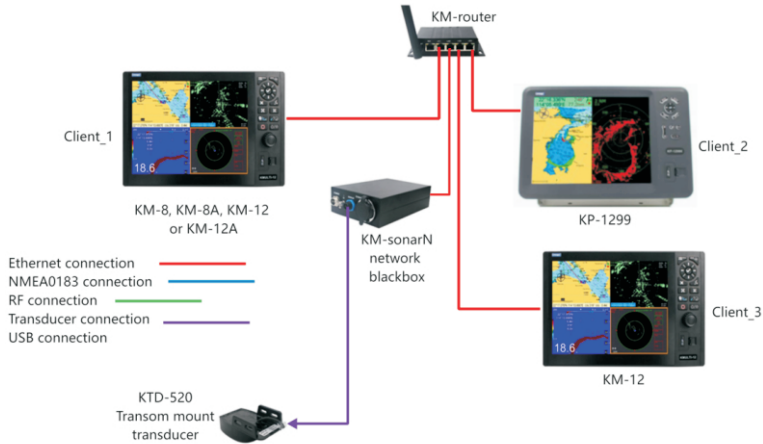 KM-router
Client_1
Client_2
18.6
KM-8, KM-8A, KM-12
or KM-12A
KP-1299
KM-sonarN
network
blackbox
Ethernet connection
NMEA0183 connection
RF connection
Transducer connection
USB connection
Client_3
18.6
KM-12
KTD-520
Transom mount
transducer